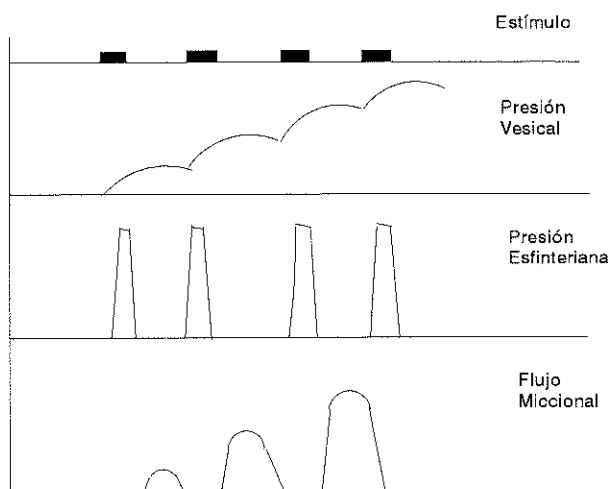 Estímulo
Presión
Vesical
Presión
Esfinteriana
Flujo
Miccional